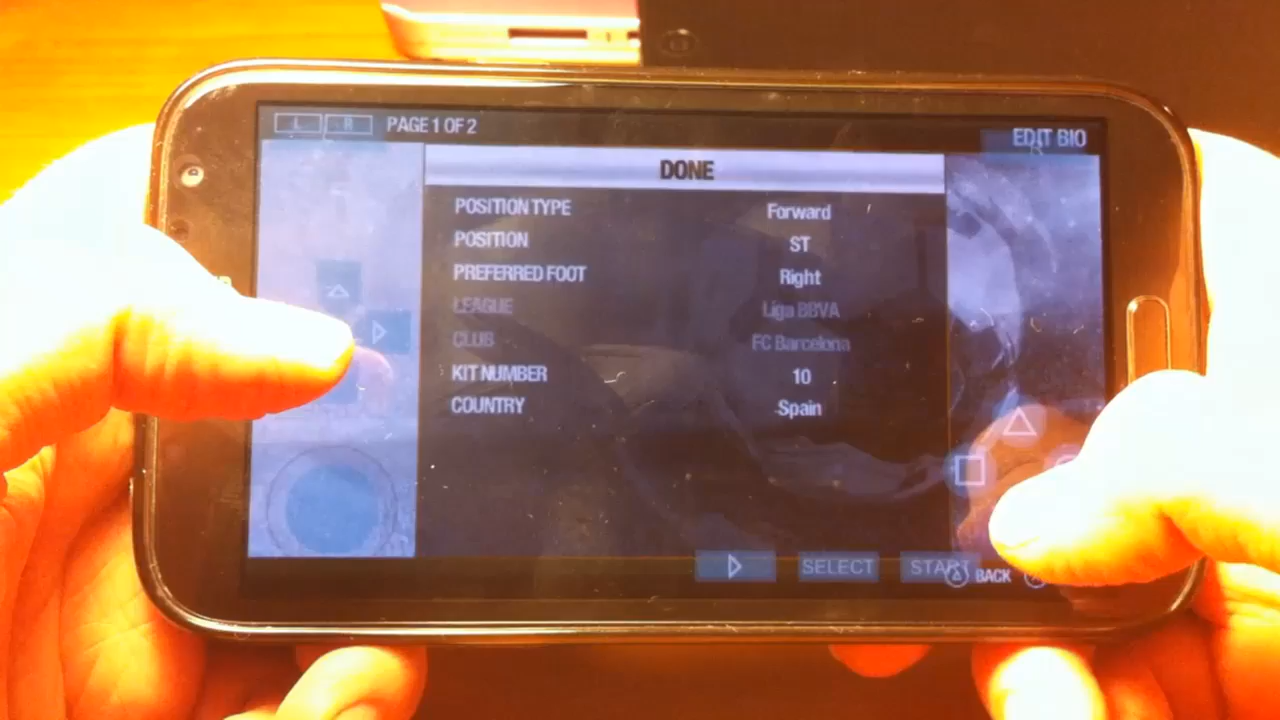 L R PAGE 1 OF 2 EDIT BIO
R
DONE
POSITION TYPE Forward
POSITION ST
PREFERRED FOOT Right
LEAGUE Liga BBVA
CLUB FC Barcelona
KIT NUMBER 10
COUNTRY Spain
SELECT START BACK